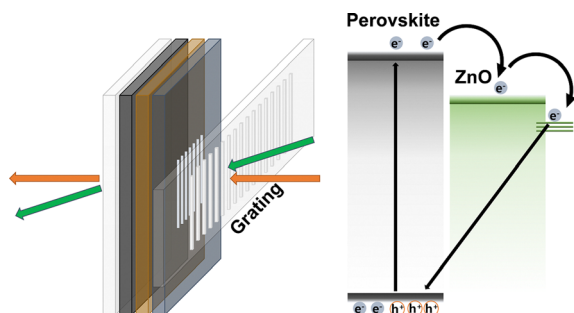 Grating
Perovskite
e⁻ e⁻
ZnO
e⁻
e⁻
e⁻ e⁻ h⁺ h⁺ h⁺